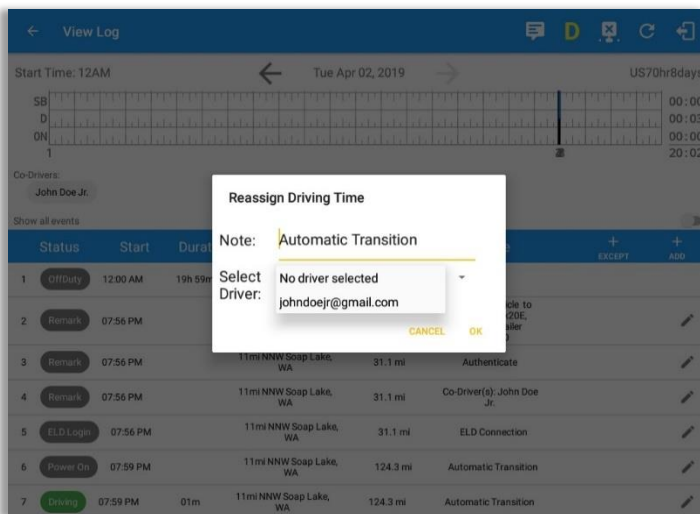 View Log
D
Start Time: 12AM
Tue Apr 02, 2019
US70hr8days
SB
00:00
D
00:03
ON
00:00
1
20:02
Co-Drivers:
John Doe Jr.
Show all events
Reassign Driving Time
Note: Automatic Transition
Select Driver:
No driver selected
johndoejr@gmail.com
CANCEL OK
Status Start
+ EXCEPT
+ ADD
1 OffDuty 12:00 AM 19h 59m
2 Remark 07:56 PM
3 Remark 07:56 PM 11mi NNW Soap Lake, WA 31.1 mi Authenticate
4 Remark 07:56 PM 11mi NNW Soap Lake, WA 31.1 mi Co-Driver(s): John Doe Jr.
5 ELD Login 07:56 PM 11mi NNW Soap Lake, WA 31.1 mi ELD Connection
6 Power On 07:59 PM 11mi NNW Soap Lake, WA 124.3 mi Automatic Transition
7 Driving 07:59 PM 01m 11mi NNW Soap Lake, WA 124.3 mi Automatic Transition